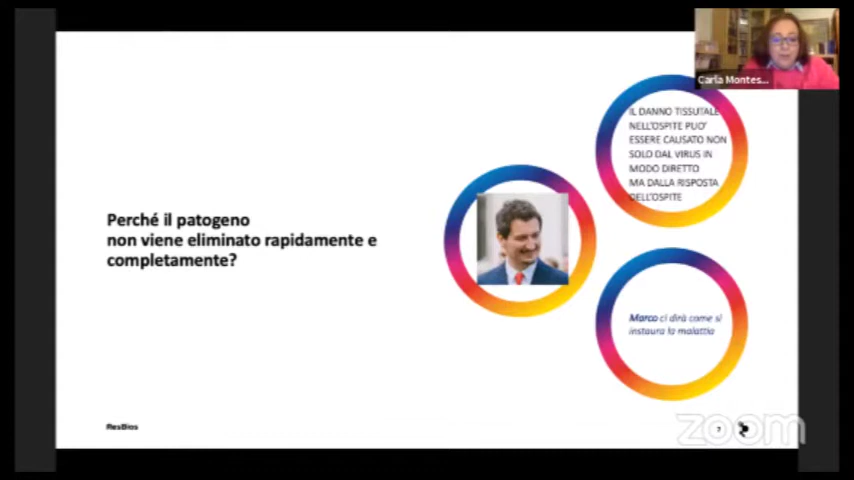 Carla Montes...
IL DANNO TISSUTALE
NELL'OSPITE PUO'
ESSERE CAUSATO NON
SOLO DAL VIRUS IN
MODO DIRETTO
MA DALLA RISPOSTA
DELL'OSPITE
Perché il patogeno
non viene eliminato rapidamente e
completamente?
Marco ci dirà come si
instaura la malattia
ResBios
7
zoom